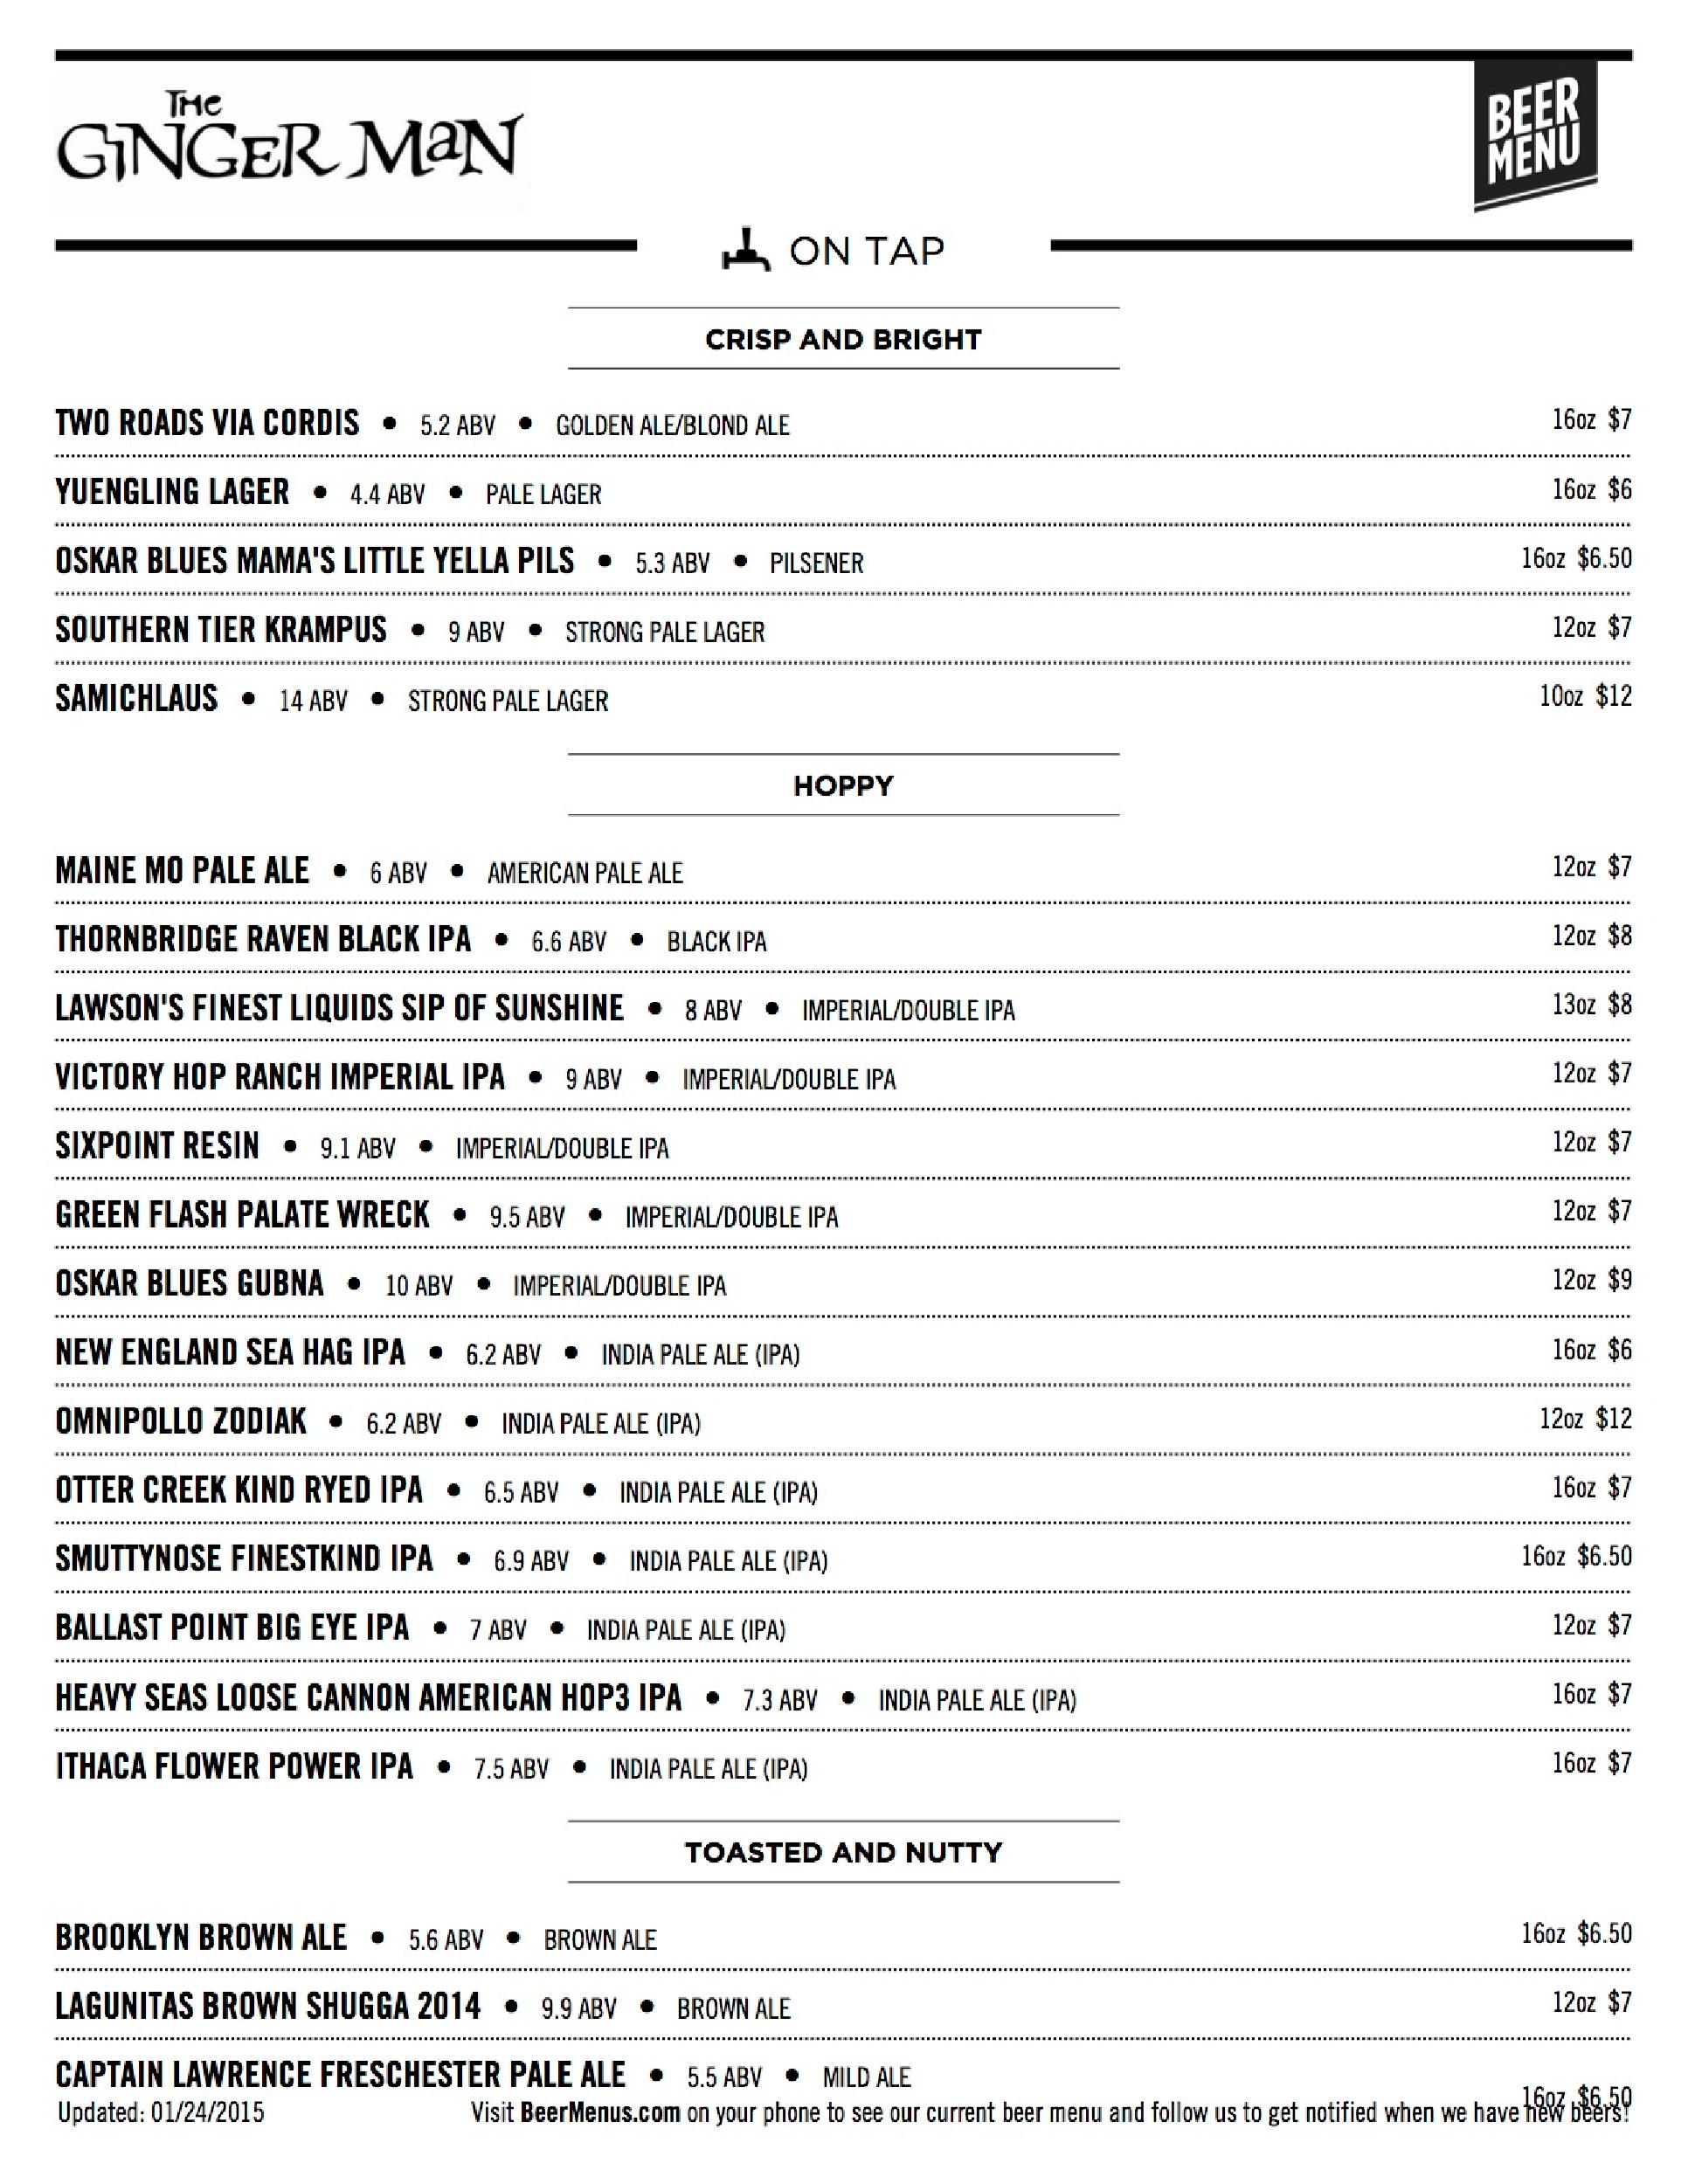 THE
GINGER MAN
BEER
MENU
ON TAP
CRISP AND BRIGHT
TWO ROADS VIA CORDIS • 5.2 ABV • GOLDEN ALE/BLOND ALE 16oz $7
YUENGLING LAGER • 4.4 ABV • PALE LAGER 16oz $6
OSKAR BLUES MAMA'S LITTLE YELLA PILS • 5.3 ABV • PILSENER 16oz $6.50
SOUTHERN TIER KRAMPUS • 9 ABV • STRONG PALE LAGER 12oz $7
SAMICHLAUS • 14 ABV • STRONG PALE LAGER 10oz $12
HOPPY
MAINE MO PALE ALE • 6 ABV • AMERICAN PALE ALE 12oz $7
THORNBRIDGE RAVEN BLACK IPA • 6.6 ABV • BLACK IPA 12oz $8
LAWSON'S FINEST LIQUIDS SIP OF SUNSHINE • 8 ABV • IMPERIAL/DOUBLE IPA 13oz $8
VICTORY HOP RANCH IMPERIAL IPA • 9 ABV • IMPERIAL/DOUBLE IPA 12oz $7
SIXPOINT RESIN • 9.1 ABV • IMPERIAL/DOUBLE IPA 12oz $7
GREEN FLASH PALATE WRECK • 9.5 ABV • IMPERIAL/DOUBLE IPA 12oz $7
OSKAR BLUES GUBNA • 10 ABV • IMPERIAL/DOUBLE IPA 12oz $9
NEW ENGLAND SEA HAG IPA • 6.2 ABV • INDIA PALE ALE (IPA) 16oz $6
OMNIPOLLO ZODIAK • 6.2 ABV • INDIA PALE ALE (IPA) 12oz $12
OTTER CREEK KIND RYED IPA • 6.5 ABV • INDIA PALE ALE (IPA) 16oz $7
SMUTTYNOSE FINESTKIND IPA • 6.9 ABV • INDIA PALE ALE (IPA) 16oz $6.50
BALLAST POINT BIG EYE IPA • 7 ABV • INDIA PALE ALE (IPA) 12oz $7
HEAVY SEAS LOOSE CANNON AMERICAN HOP3 IPA • 7.3 ABV • INDIA PALE ALE (IPA) 16oz $7
ITHACA FLOWER POWER IPA • 7.5 ABV • INDIA PALE ALE (IPA) 16oz $7
TOASTED AND NUTTY
BROOKLYN BROWN ALE • 5.6 ABV • BROWN ALE 16oz $6.50
LAGUNITAS BROWN SHUGGA 2014 • 9.9 ABV • BROWN ALE 12oz $7
CAPTAIN LAWRENCE FRESCHESTER PALE ALE • 5.5 ABV • MILD ALE 16oz $6.50
Updated: 01/24/2015 Visit BeerMenus.com on your phone to see our current beer menu and follow us to get notified when we have new beers!